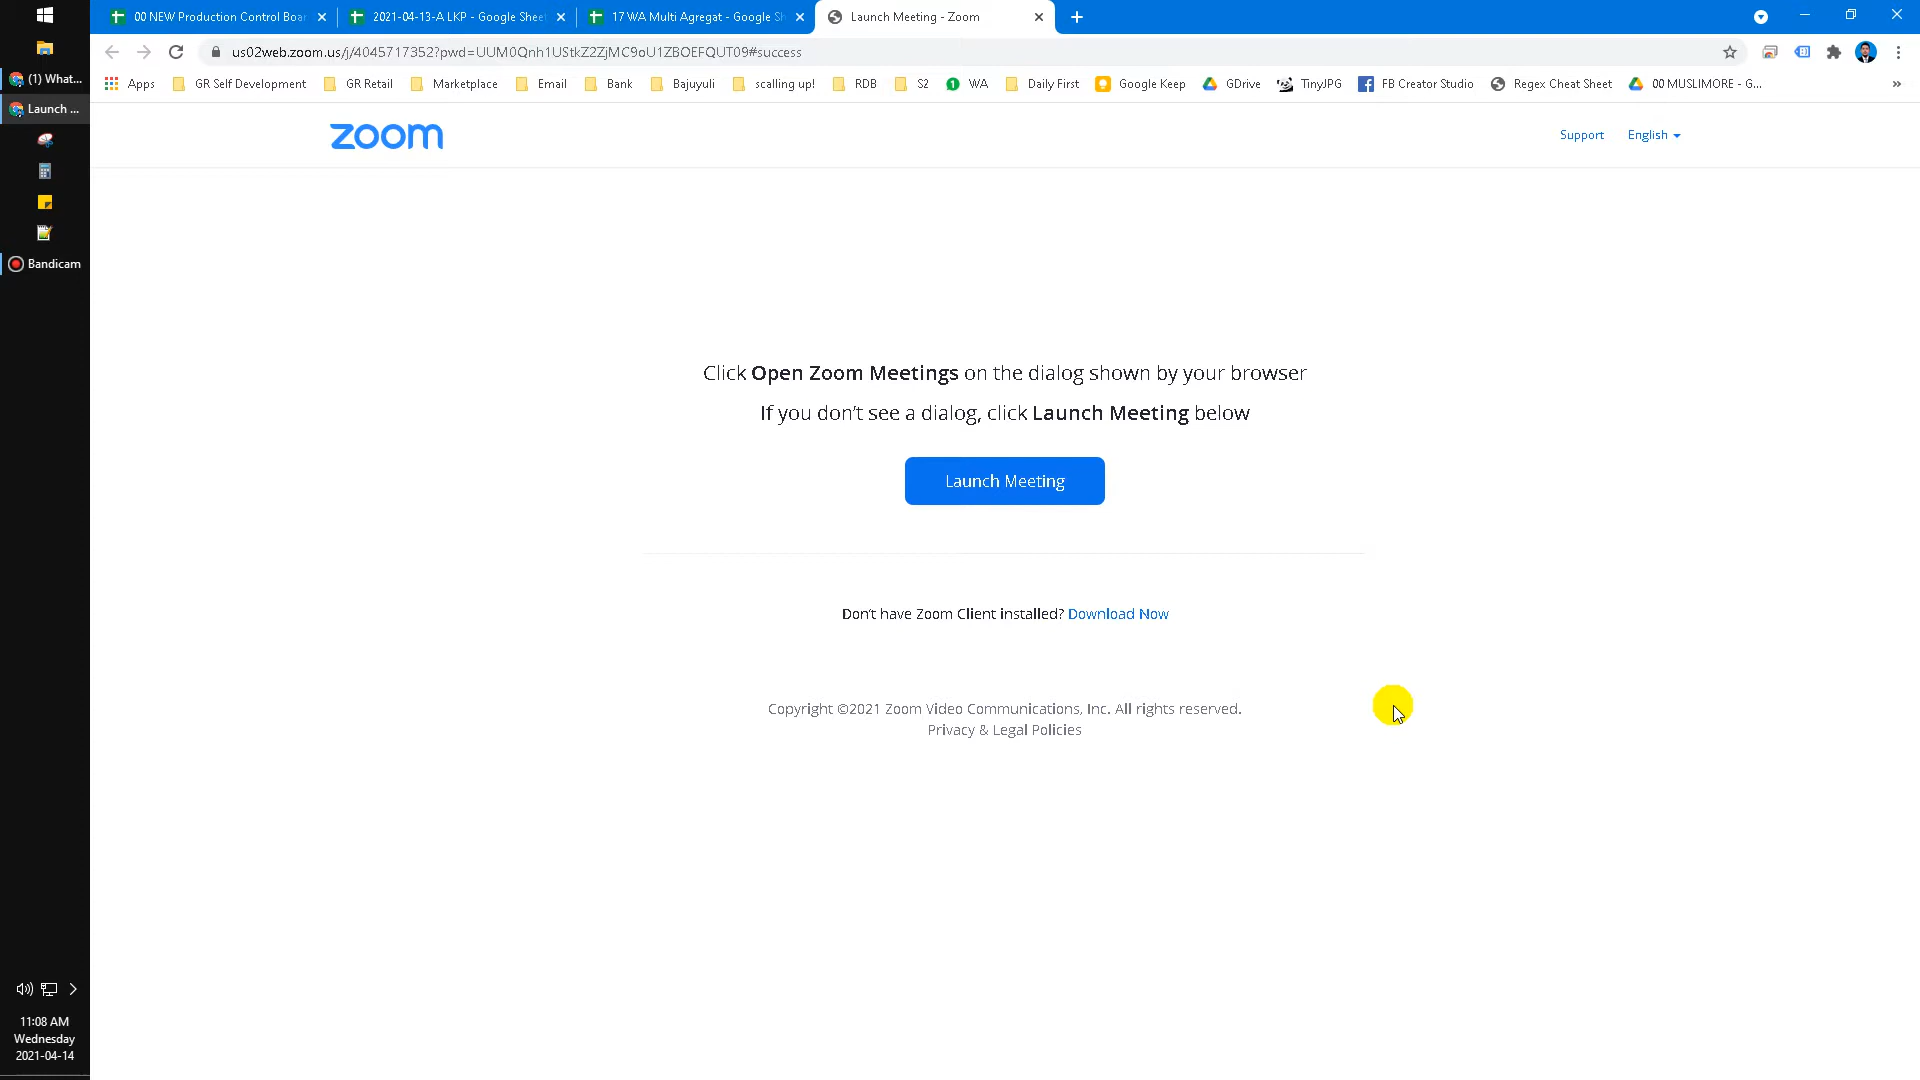 00 NEW Production Control Boar
2021-04-13-A LKP - Google Sheet
17 WA Multi Agregat - Google Sh
Launch Meeting - Zoom
us02web.zoom.us/j/4045717352?pwd=UUM0Qnh1UStkZ2ZjMC9oU1ZBOEFQUT09#success
Apps
GR Self Development
GR Retail
Marketplace
Email
Bank
Bajuyuli
scalling up!
RDB
S2
WA
Daily First
Google Keep
GDrive
TinyJPG
FB Creator Studio
Regex Cheat Sheet
00 MUSLIMORE - G...
»
(1) What...
Launch ...
Bandicam
zoom
Support
English
Click Open Zoom Meetings on the dialog shown by your browser
If you don't see a dialog, click Launch Meeting below
Launch Meeting
Don't have Zoom Client installed? Download Now
Copyright ©2021 Zoom Video Communications, Inc. All rights reserved.
Privacy & Legal Policies
11:08 AM
Wednesday
2021-04-14